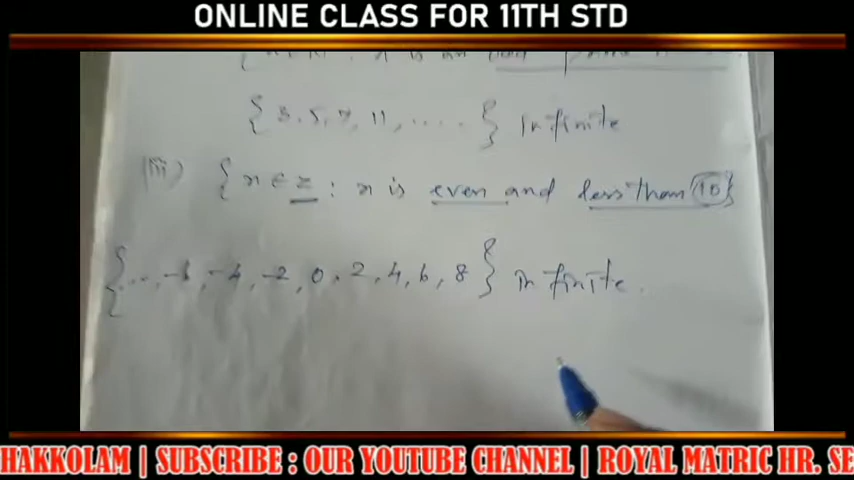 ONLINE CLASS FOR 11TH STD
{ 3, 5, 7, 11, ..... } Infinite
(iii) { x ∈ z : x is even and less than 10}
{..., -6, -4, -2, 0, 2, 4, 6, 8 } infinite.
HAKKOLAM | SUBSCRIBE : OUR YOUTUBE CHANNEL | ROYAL MATRIC HR. SE